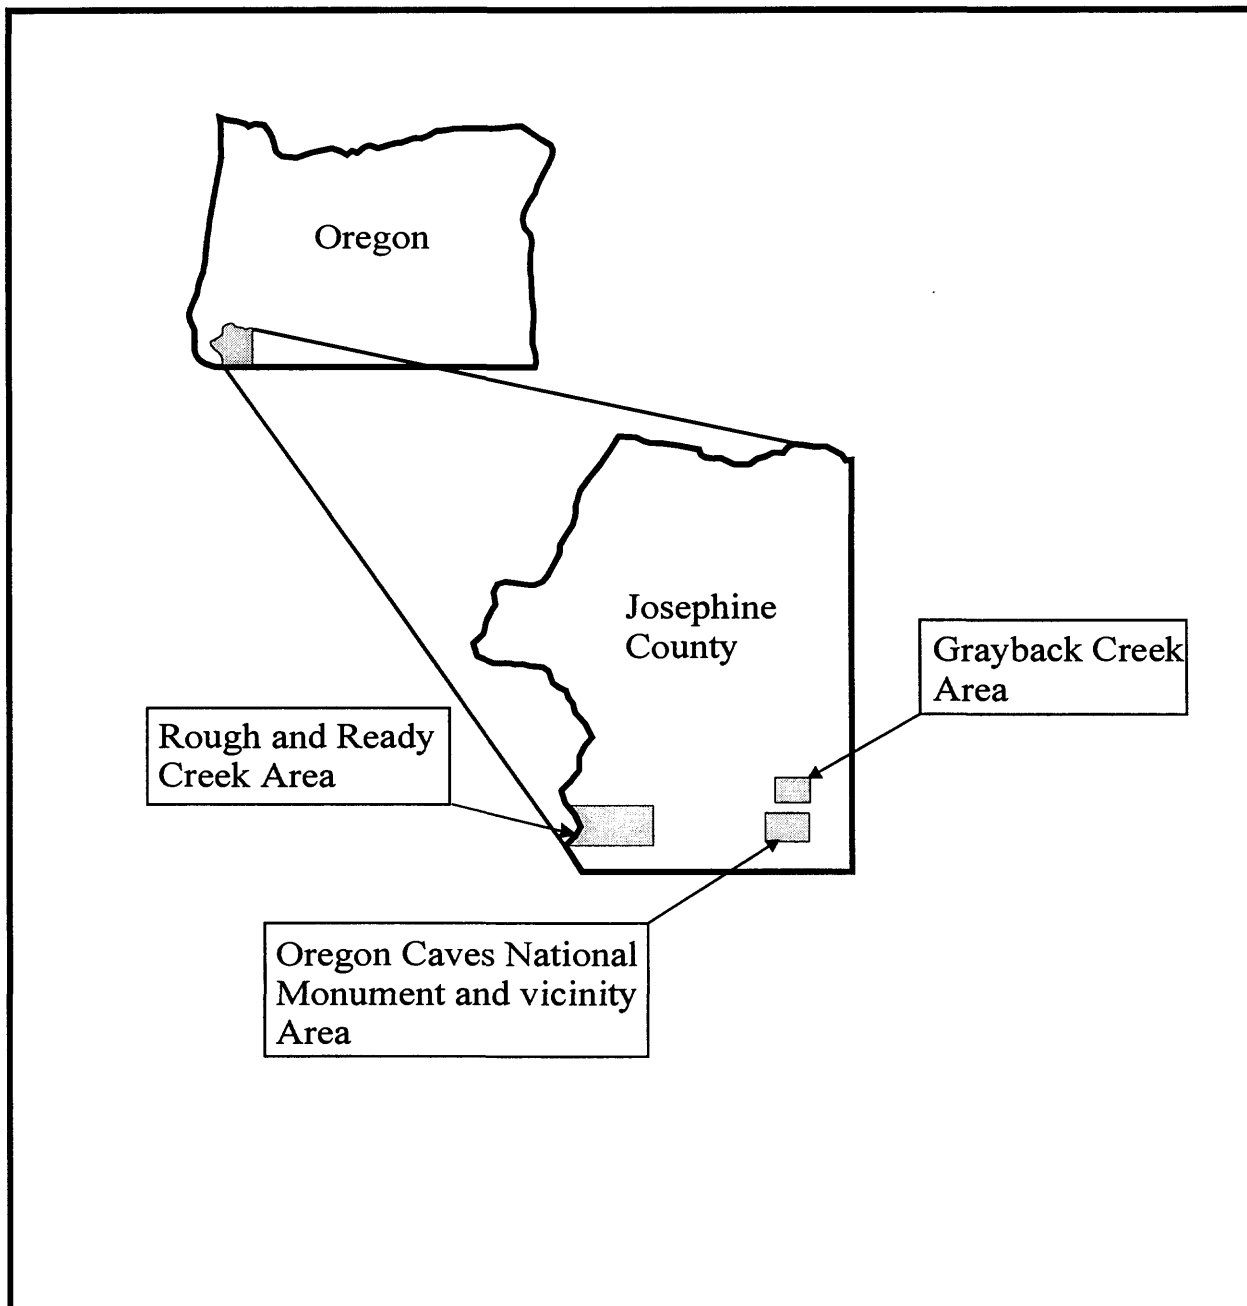 Oregon
Josephine
County
Grayback Creek
Area
Rough and Ready
Creek Area
Oregon Caves National
Monument and vicinity
Area